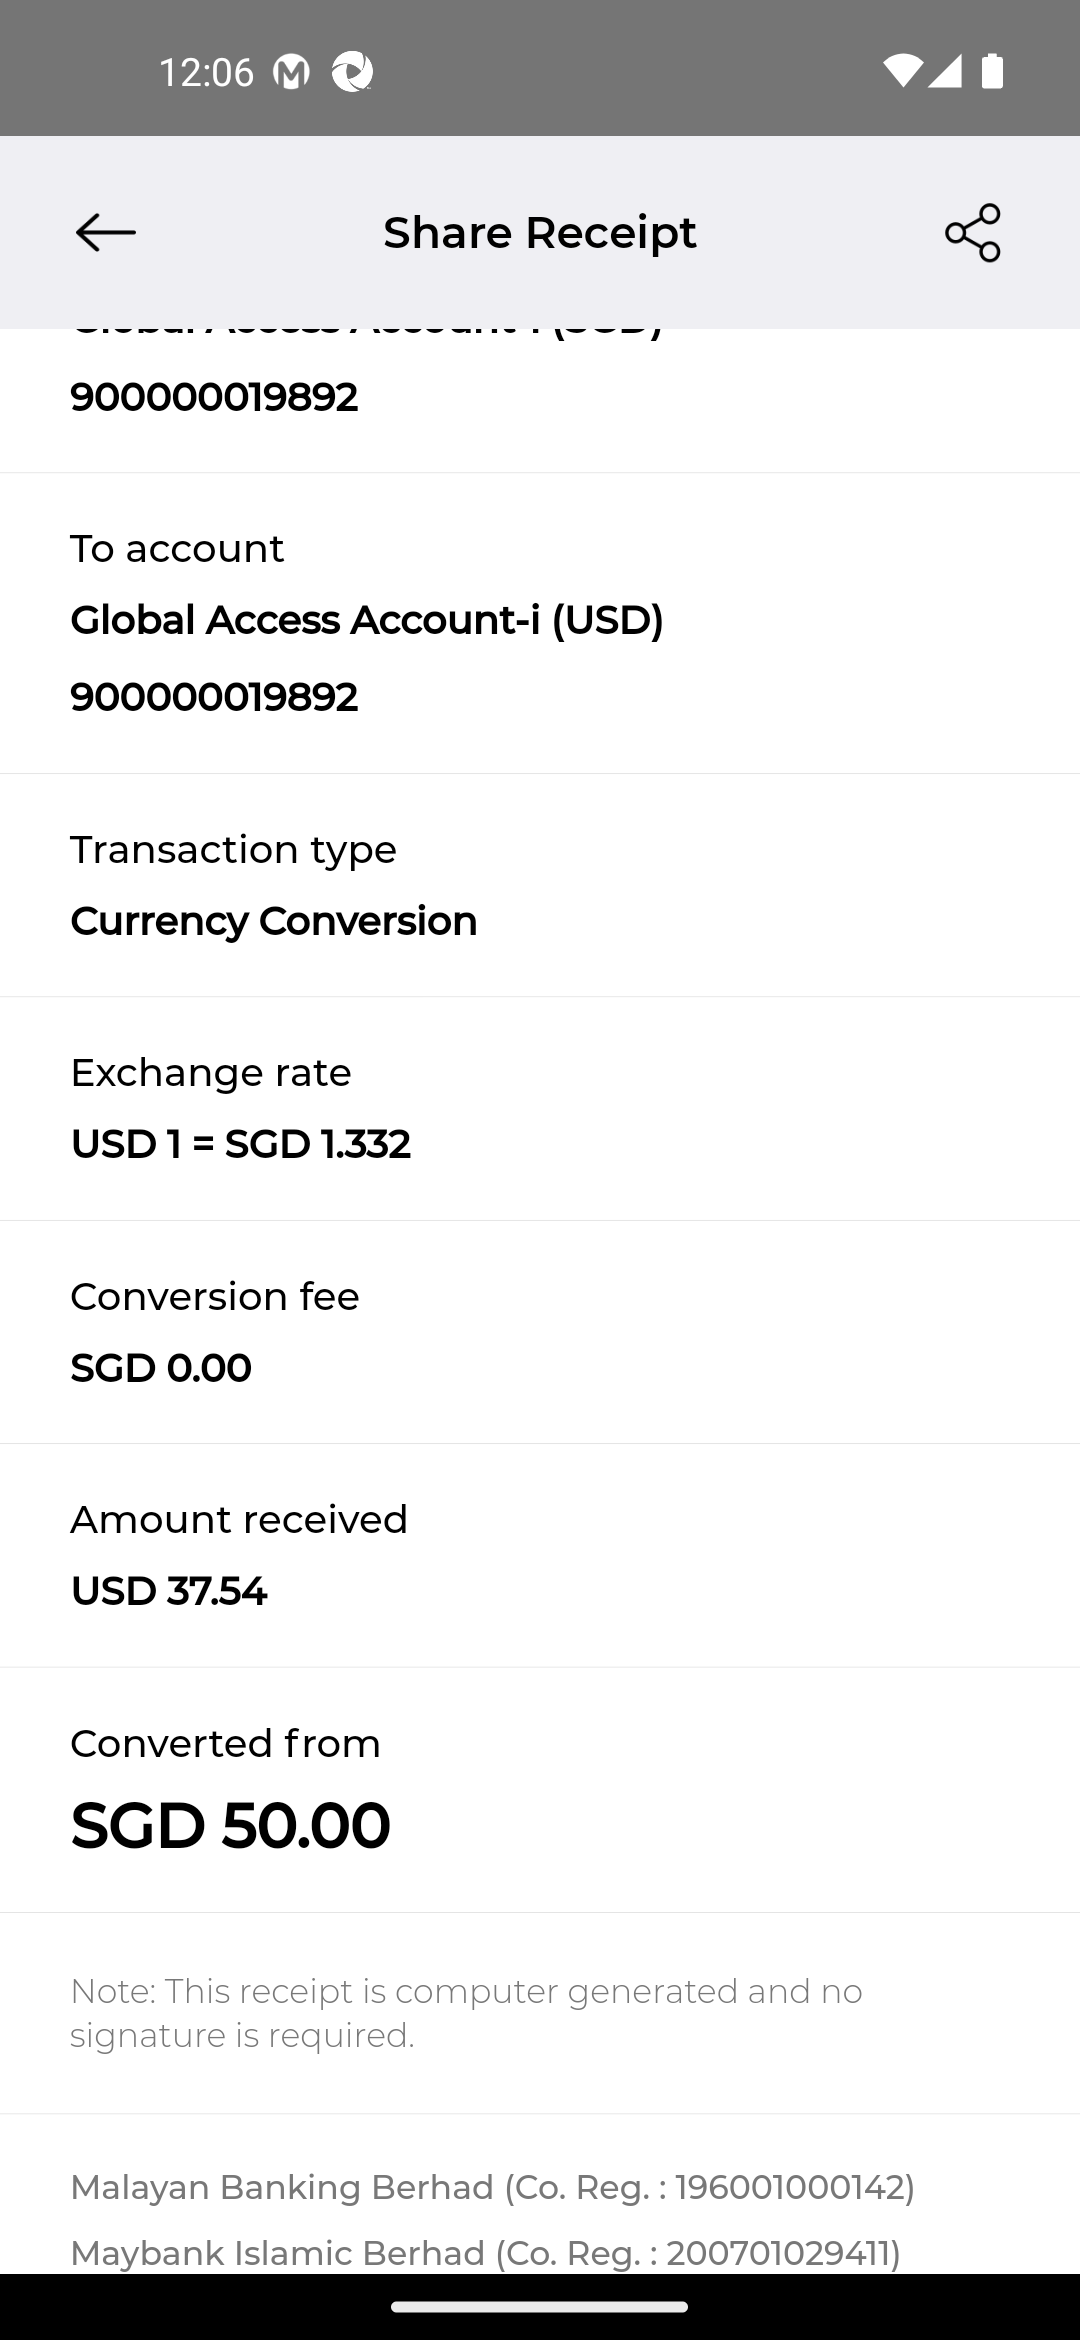 12:06
Share Receipt
900000019892
To account
Global Access Account-i (USD)
900000019892
Transaction type
Currency Conversion
Exchange rate
USD 1 = SGD 1.332
Conversion fee
SGD 0.00
Amount received
USD 37.54
Converted from
SGD 50.00
Note: This receipt is computer generated and no
signature is required.
Malayan Banking Berhad (Co. Reg. : 196001000142)
Maybank Islamic Berhad (Co. Reg. : 200701029411)